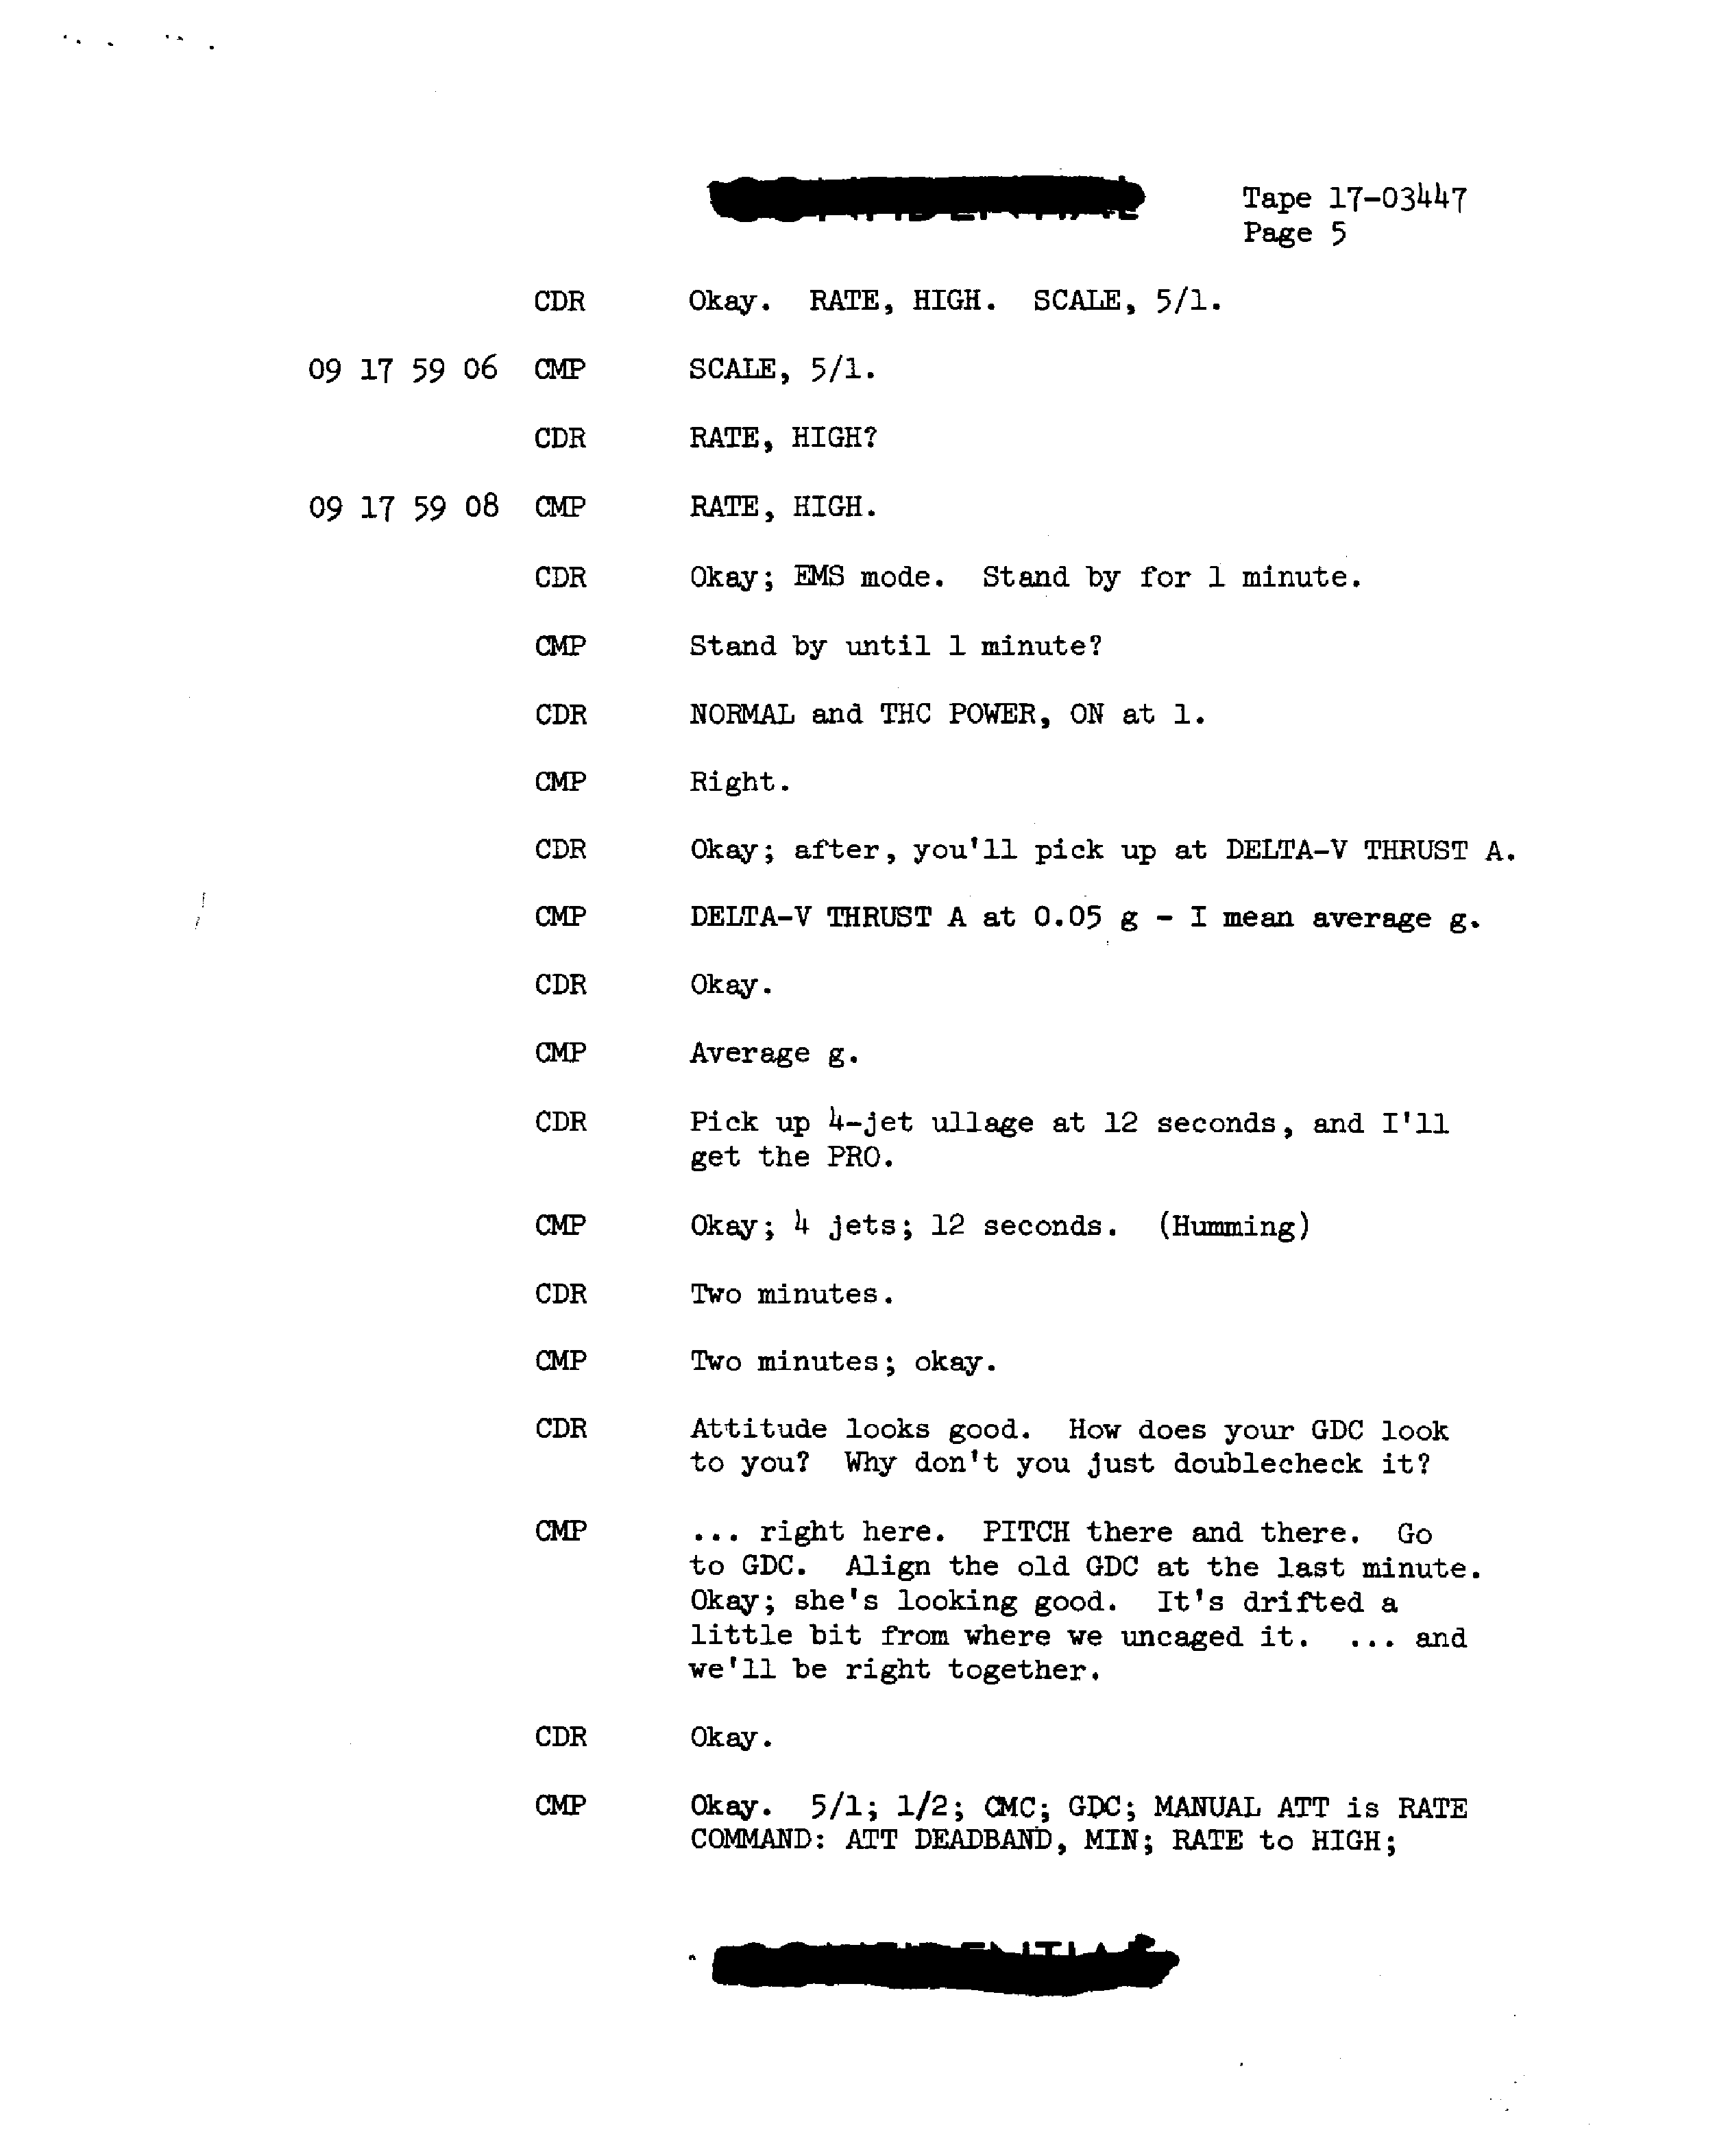 Tape 17-03447
Page 5
CDR Okay. RATE, HIGH. SCALE, 5/1.
09 17 59 06 CMP SCALE, 5/1.
CDR RATE, HIGH?
09 17 59 08 CMP RATE, HIGH.
CDR Okay; EMS mode. Stand by for 1 minute.
CMP Stand by until 1 minute?
CDR NORMAL and THC POWER, ON at 1.
CMP Right.
CDR Okay; after, you'll pick up at DELTA-V THRUST A.
CMP DELTA-V THRUST A at 0.05 g - I mean average g.
CDR Okay.
CMP Average g.
CDR Pick up 4-jet ullage at 12 seconds, and I'll
get the PRO.
CMP Okay; 4 jets; 12 seconds. (Humming)
CDR Two minutes.
CMP Two minutes; okay.
CDR Attitude looks good. How does your GDC look
to you? Why don't you just doublecheck it?
CMP ... right here. PITCH there and there. Go
to GDC. Align the old GDC at the last minute.
Okay; she's looking good. It's drifted a
little bit from where we uncaged it. ... and
we'll be right together.
CDR Okay.
CMP Okay. 5/1; 1/2; CMC; GDC; MANUAL ATT is RATE
COMMAND: ATT DEADBAND, MIN; RATE to HIGH;